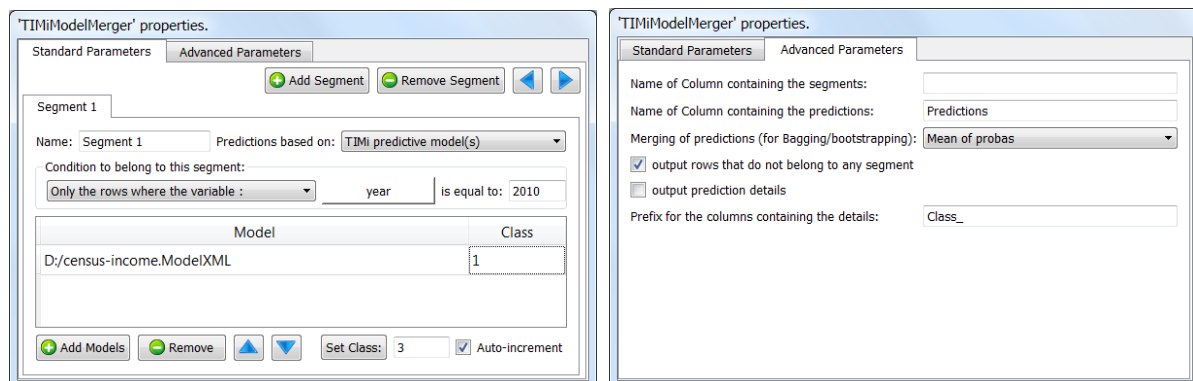 'TIMiModelMerger' properties.
Standard Parameters Advanced Parameters
Add Segment Remove Segment
Segment 1
Name: Segment 1 Predictions based on: TIMi predictive model(s)
Condition to belong to this segment:
Only the rows where the variable : year is equal to: 2010
Model Class
D:/census-income.ModelXML 1
Add Models Remove Set Class: 3 Auto-increment
'TIMiModelMerger' properties.
Standard Parameters Advanced Parameters
Name of Column containing the segments:
Name of Column containing the predictions: Predictions
Merging of predictions (for Bagging/bootstrapping): Mean of probas
output rows that do not belong to any segment
output prediction details
Prefix for the columns containing the details: Class_